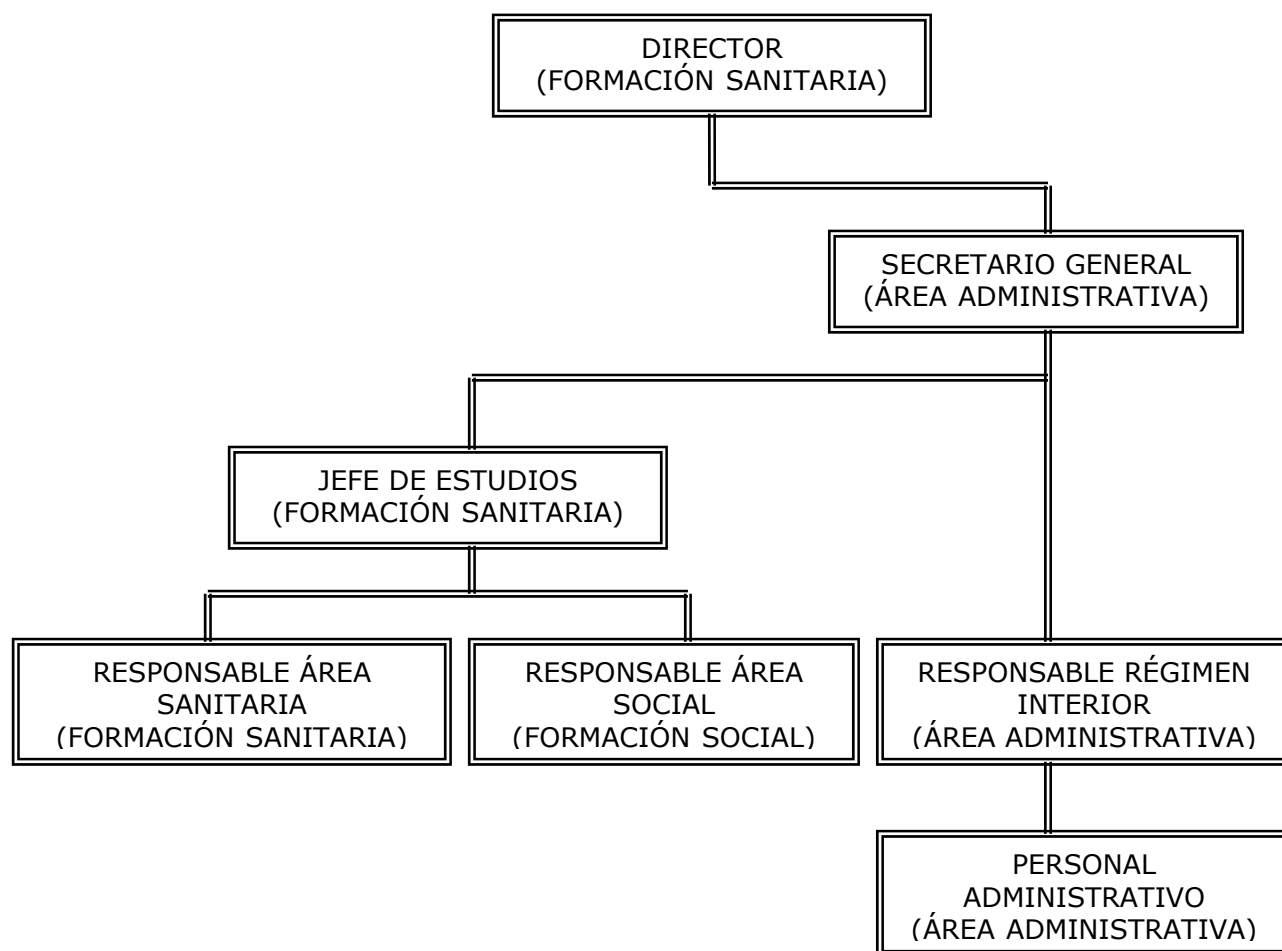 DIRECTOR
(FORMACIÓN SANITARIA)
SECRETARIO GENERAL
(ÁREA ADMINISTRATIVA)
JEFE DE ESTUDIOS
(FORMACIÓN SANITARIA)
RESPONSABLE ÁREA
SANITARIA
(FORMACIÓN SANITARIA)
RESPONSABLE ÁREA
SOCIAL
(FORMACIÓN SOCIAL)
RESPONSABLE RÉGIMEN
INTERIOR
(ÁREA ADMINISTRATIVA)
PERSONAL
ADMINISTRATIVO
(ÁREA ADMINISTRATIVA)